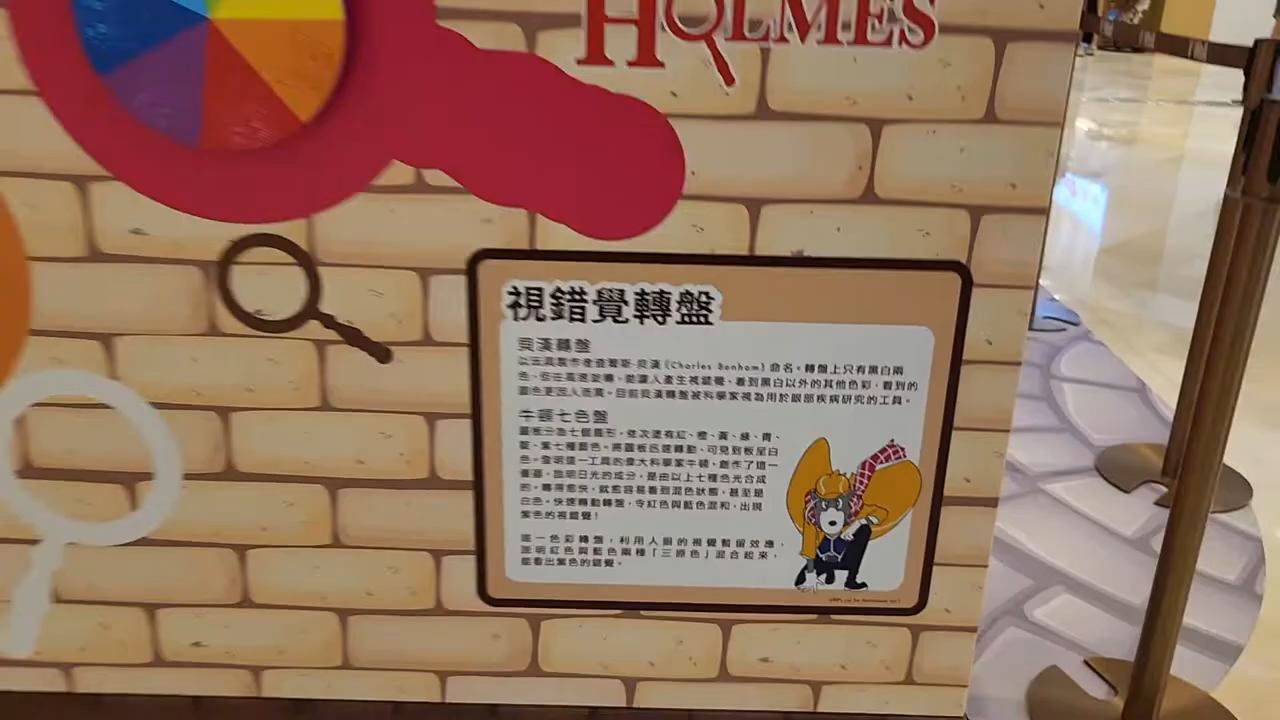 HOLMES
視錯覺轉盤
貝漢轉盤
以玩具製作者查爾斯·貝漢 (Charles Benham) 命名。轉盤上只有黑白兩
色，但在高速旋轉，能讓人產生視錯覺，看到黑白以外的其他色彩，看到的
顏色更因人而異。目前貝漢轉盤被科學家視為用於眼部疾病研究的工具。
牛頓七色盤
圓板分為七個扇形，依次塗有紅、橙、黃、綠、青、
靛、紫七種顏色。將圓板迅速轉動，可見到板呈白
色。發明這一工具的偉大科學家牛頓，創作了這一
儀器，證明日光的成分，是由以上七種色光合成
的。轉得愈快，就愈容易看到混色狀態，甚至是
白色。快速轉動轉盤，令紅色與藍色混和，出現
紫色的視錯覺！
這一色彩轉盤，利用人眼的視覺暫留效應，
證明紅色與藍色兩種「三原色」混合起來，
能看出紫色的錯覺。